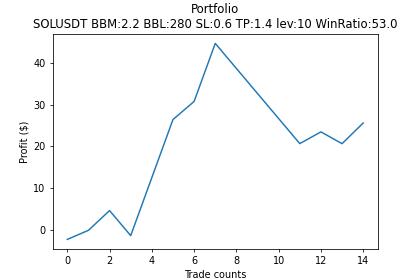 Portfolio
SOLUSDT BBM:2.2 BBL:280 SL:0.6 TP:1.4 lev:10 WinRatio:53.0
Profit ($)
40
30
20
10
0
0 2 4 6 8 10 12 14
Trade counts